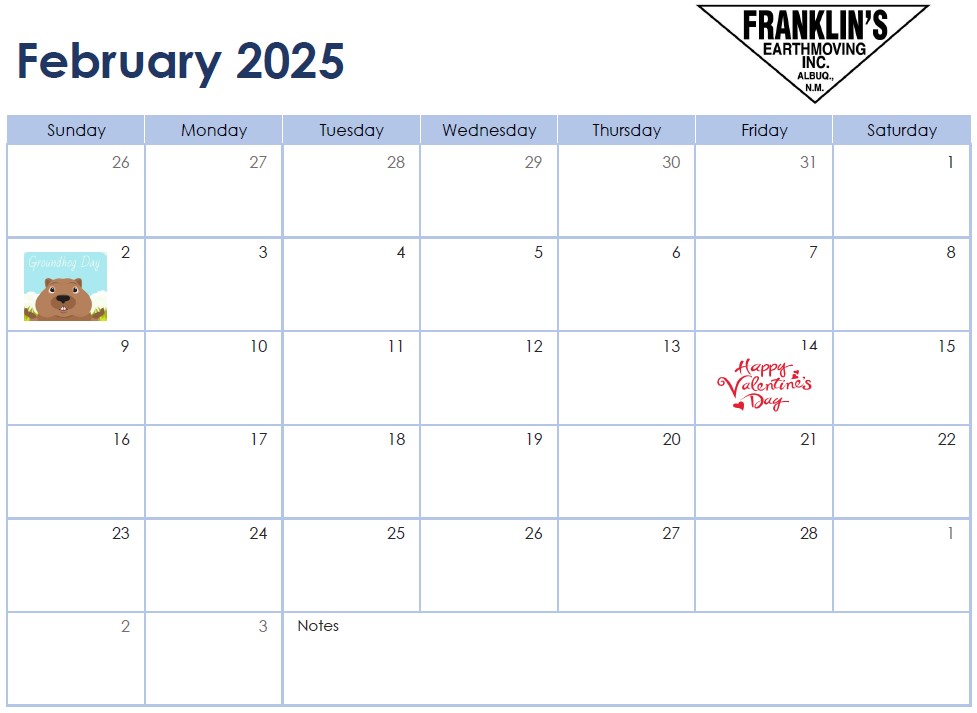 FRANKLIN'S
EARTHMOVING
INC.
ALBUQ.,
N.M.
February 2025
Sunday Monday Tuesday Wednesday Thursday Friday Saturday
26 27 28 29 30 31 1
2 3 4 5 6 7 8
Groundhog Day
9 10 11 12 13 14 15
Happy
Valentine's
Day
16 17 18 19 20 21 22
23 24 25 26 27 28 1
2 3 Notes